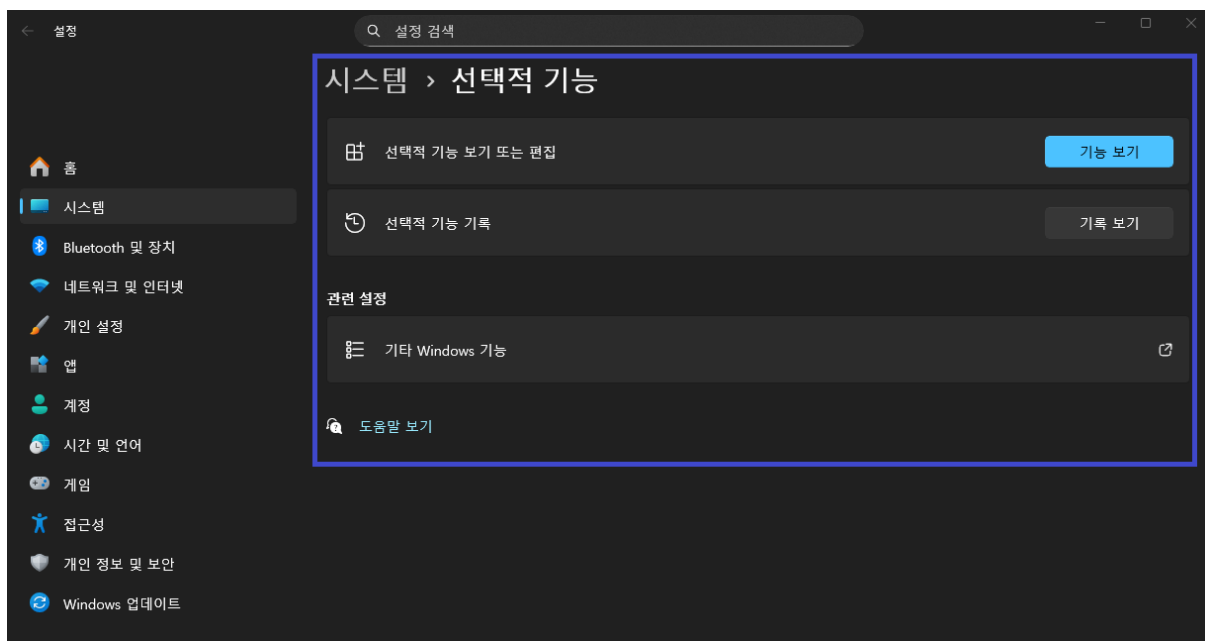 설정
설정 검색
홈
시스템
Bluetooth 및 장치
네트워크 및 인터넷
개인 설정
앱
계정
시간 및 언어
게임
접근성
개인 정보 및 보안
Windows 업데이트
시스템 › 선택적 기능
선택적 기능 보기 또는 편집
기능 보기
선택적 기능 기록
기록 보기
관련 설정
기타 Windows 기능
도움말 보기